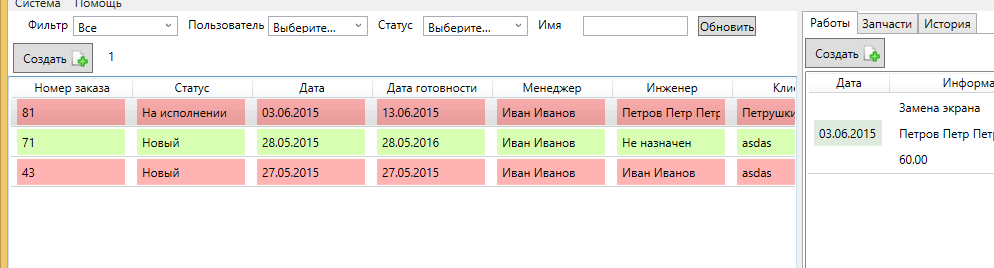 Система Помощь
Фильтр Все Пользователь Выберите... Статус Выберите... Имя Обновить
Создать 1
Номер заказа Статус Дата Дата готовности Менеджер Инженер Кли
81 На исполнении 03.06.2015 13.06.2015 Иван Иванов Петров Петр Петр Петрушки
71 Новый 28.05.2015 28.05.2016 Иван Иванов Не назначен asdas
43 Новый 27.05.2015 27.05.2015 Иван Иванов Иван Иванов asdas
Работы Запчасти История
Создать
Дата Информа
Замена экрана
03.06.2015 Петров Петр Пет
60.00